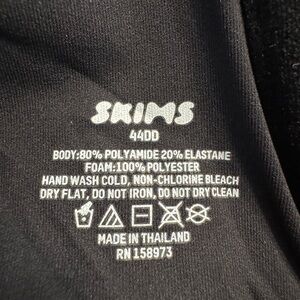 SKIMS
44DD
BODY:80% POLYAMIDE 20% ELASTANE
FOAM:100% POLYESTER
HAND WASH COLD, NON-CHLORINE BLEACH
DRY FLAT, DO NOT IRON, DO NOT DRY CLEAN
MADE IN THAILAND
RN 158973